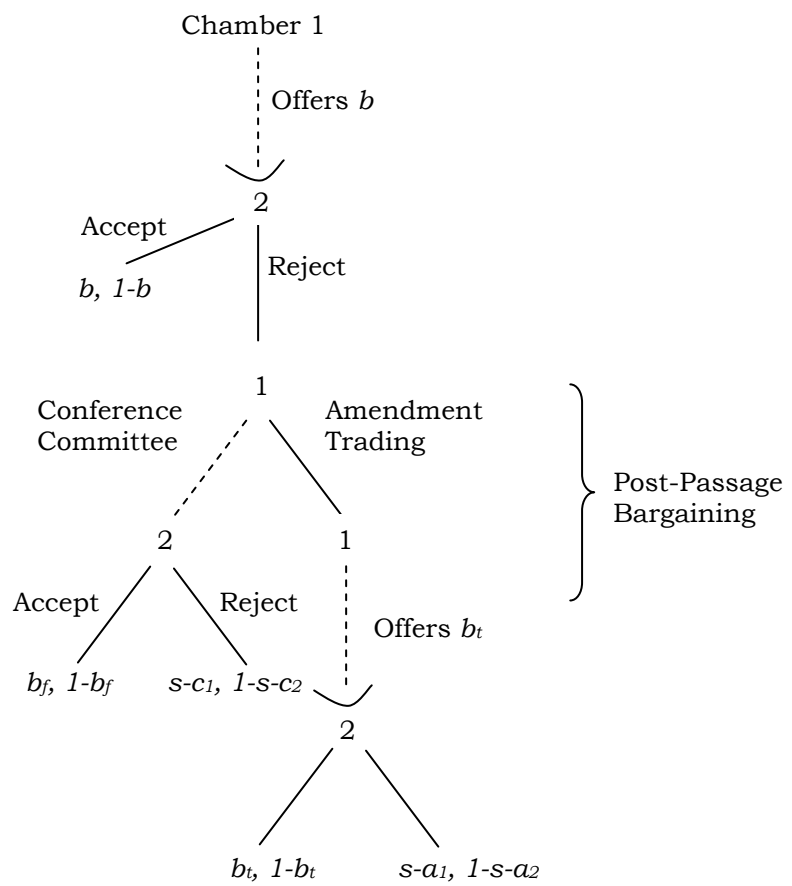 Chamber 1
Offers b
2
Accept
Reject
b, 1-b
1
Conference
Committee
Amendment
Trading
Post-Passage
Bargaining
2
1
Accept
Reject
Offers bt
bf, 1-bf
s-c1, 1-s-c2
2
bt, 1-bt
s-a1, 1-s-a2